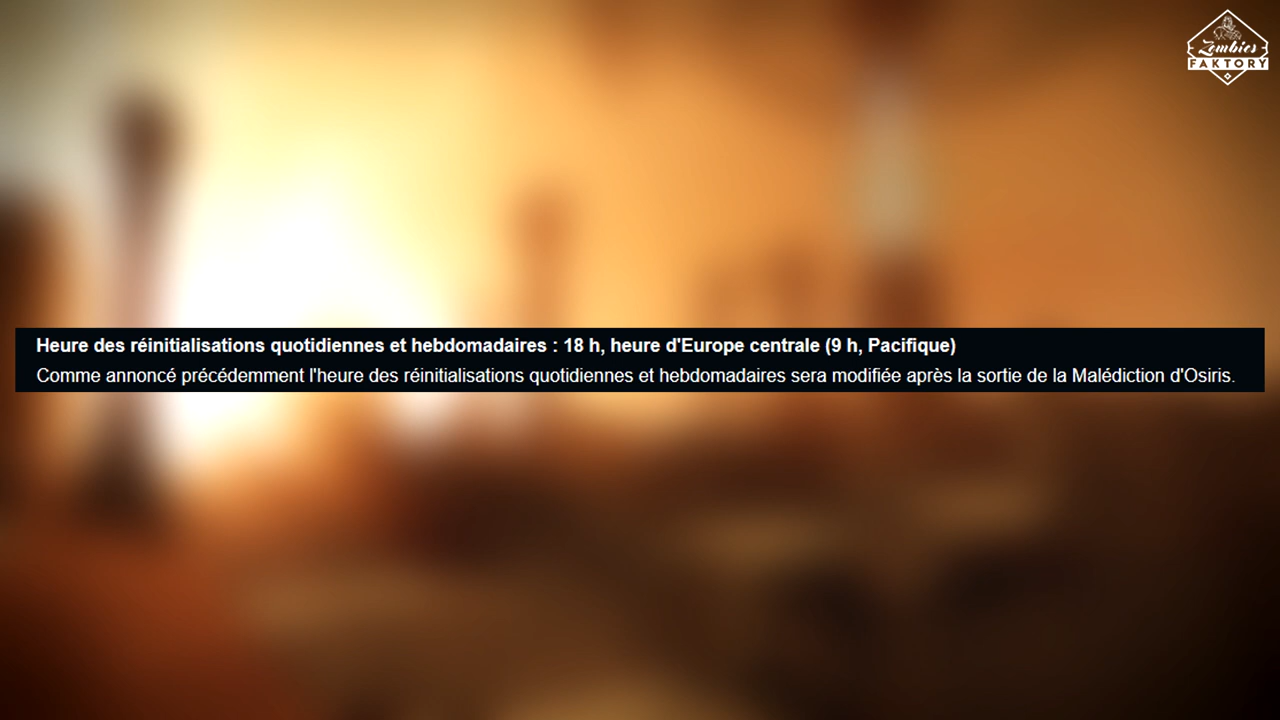 Zombies
FAKTORY
Heure des réinitialisations quotidiennes et hebdomadaires : 18 h, heure d'Europe centrale (9 h, Pacifique)
Comme annoncé précédemment l'heure des réinitialisations quotidiennes et hebdomadaires sera modifiée après la sortie de la Malédiction d'Osiris.